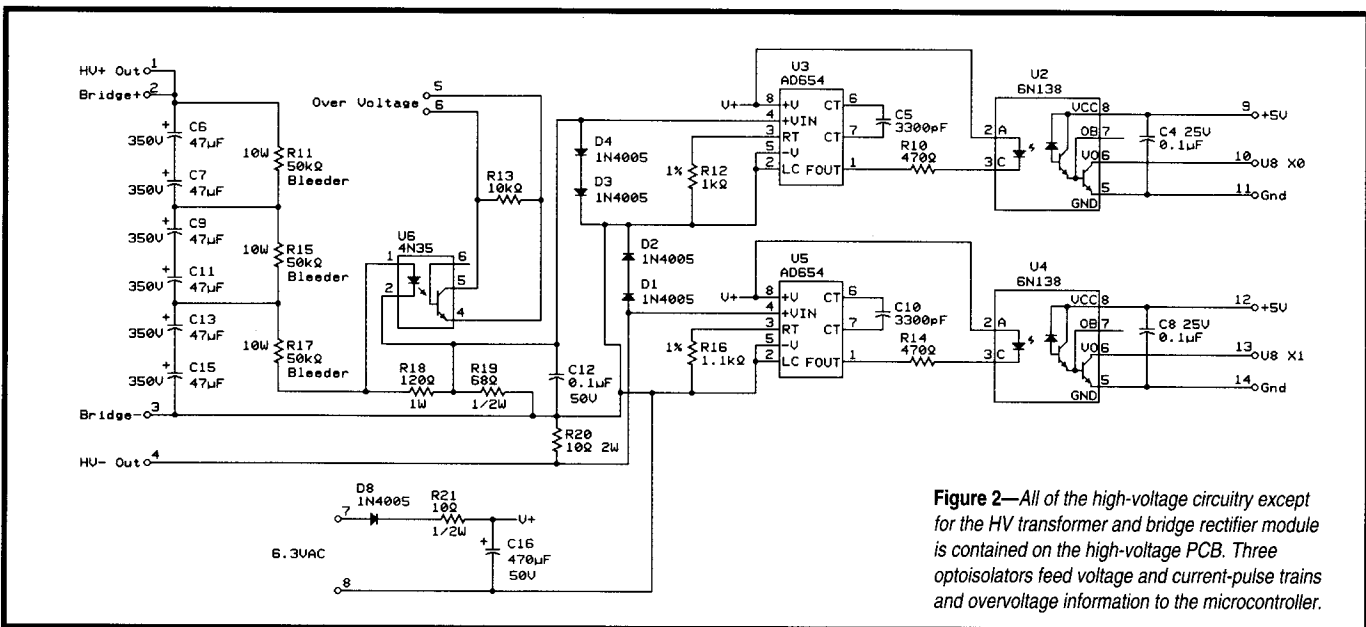 HV+ Out 1
Bridge+ 2
C6
47µF
350V
C7
47µF
350V
C9
47µF
350V
C11
47µF
350V
C13
47µF
350V
C15
47µF
350V
Bridge- 3
HV- Out 4
10W R11
50kΩ
Bleeder
10W R15
50kΩ
Bleeder
10W R17
50kΩ
Bleeder
Over Voltage
5
6
R13
10kΩ
U6
4N35
1
2
6
5
4
R18
120Ω
1W
R19
68Ω
1/2W
C12
0.1µF
50V
R20
10Ω 2W
D4
1N4005
D3
1N4005
D2
1N4005
D1
1N4005
1% R12
1kΩ
1% R16
1.1kΩ
U3
AD654
V+
8 +V CT 6
4 +VIN
3 RT CT 7
5 -V
2 LC FOUT 1
C5
3300pF
R10
470Ω
U2
6N138
2 A
3 C
VCC 8
OB 7
VO 6
5
GND
C4 25V
0.1µF
9 +5V
10 U8 X0
11 Gnd
U5
AD654
V+
8 +V CT 6
4 +VIN
3 RT CT 7
5 -V
2 LC FOUT 1
C10
3300pF
R14
470Ω
U4
6N138
2 A
3 C
VCC 8
OB 7
VO 6
5
GND
C8 25V
0.1µF
12 +5V
13 U8 X1
14 Gnd
7
D8
1N4005
R21
10Ω
1/2W
V+
C16
470µF
50V
6.3VAC
8
Figure 2—All of the high-voltage circuitry except
for the HV transformer and bridge rectifier module
is contained on the high-voltage PCB. Three
optoisolators feed voltage and current-pulse trains
and overvoltage information to the microcontroller.